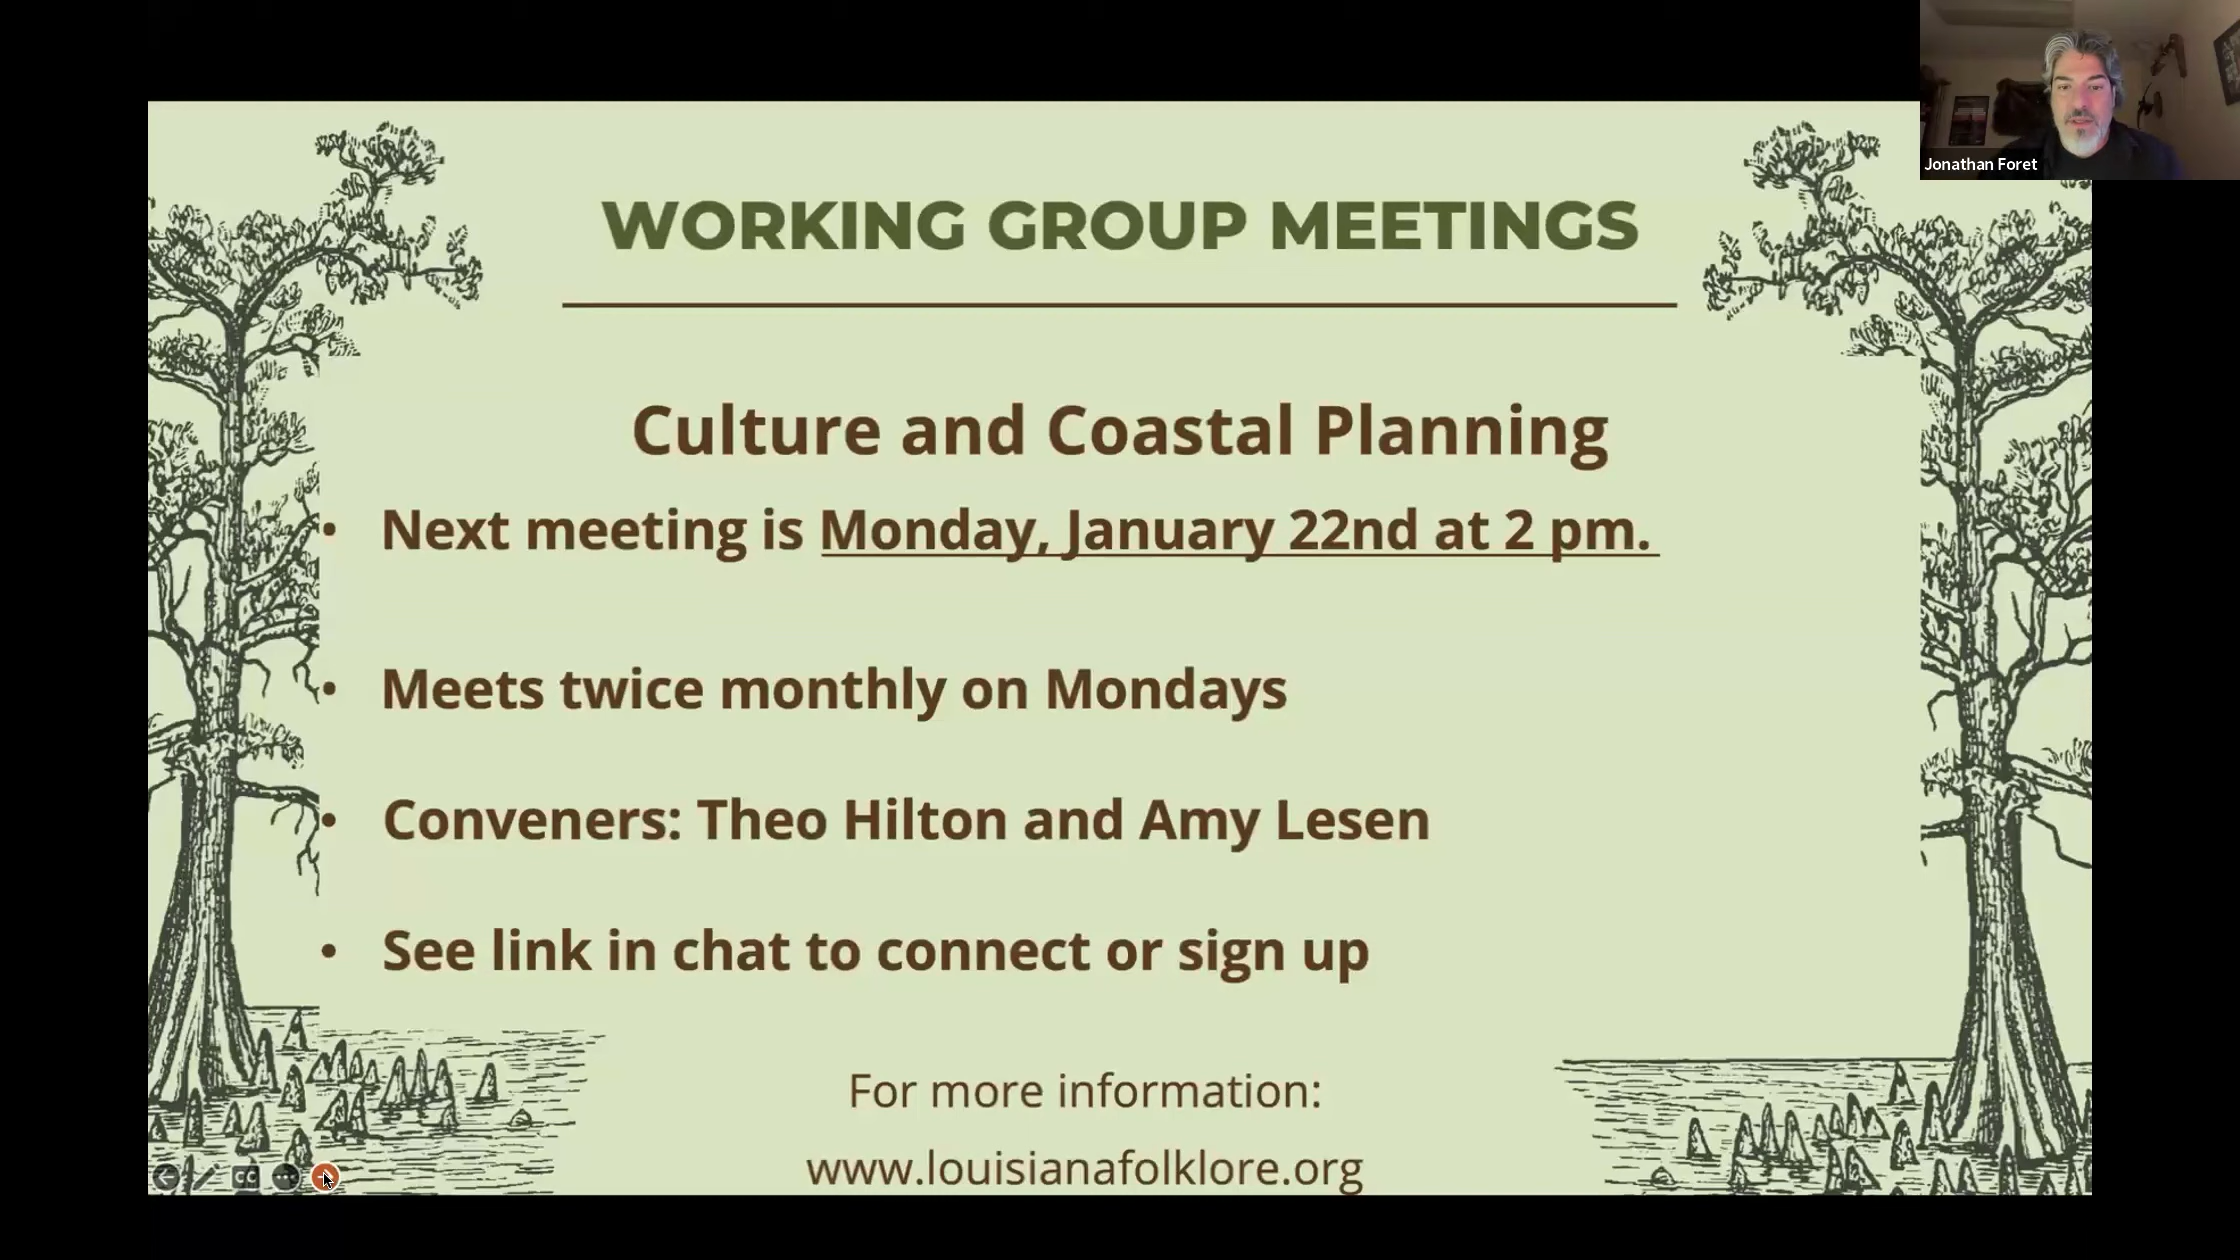 Jonathan Foret
WORKING GROUP MEETINGS
Culture and Coastal Planning
• Next meeting is Monday, January 22nd at 2 pm.
• Meets twice monthly on Mondays
• Conveners: Theo Hilton and Amy Lesen
• See link in chat to connect or sign up
For more information:
www.louisianafolklore.org
CC